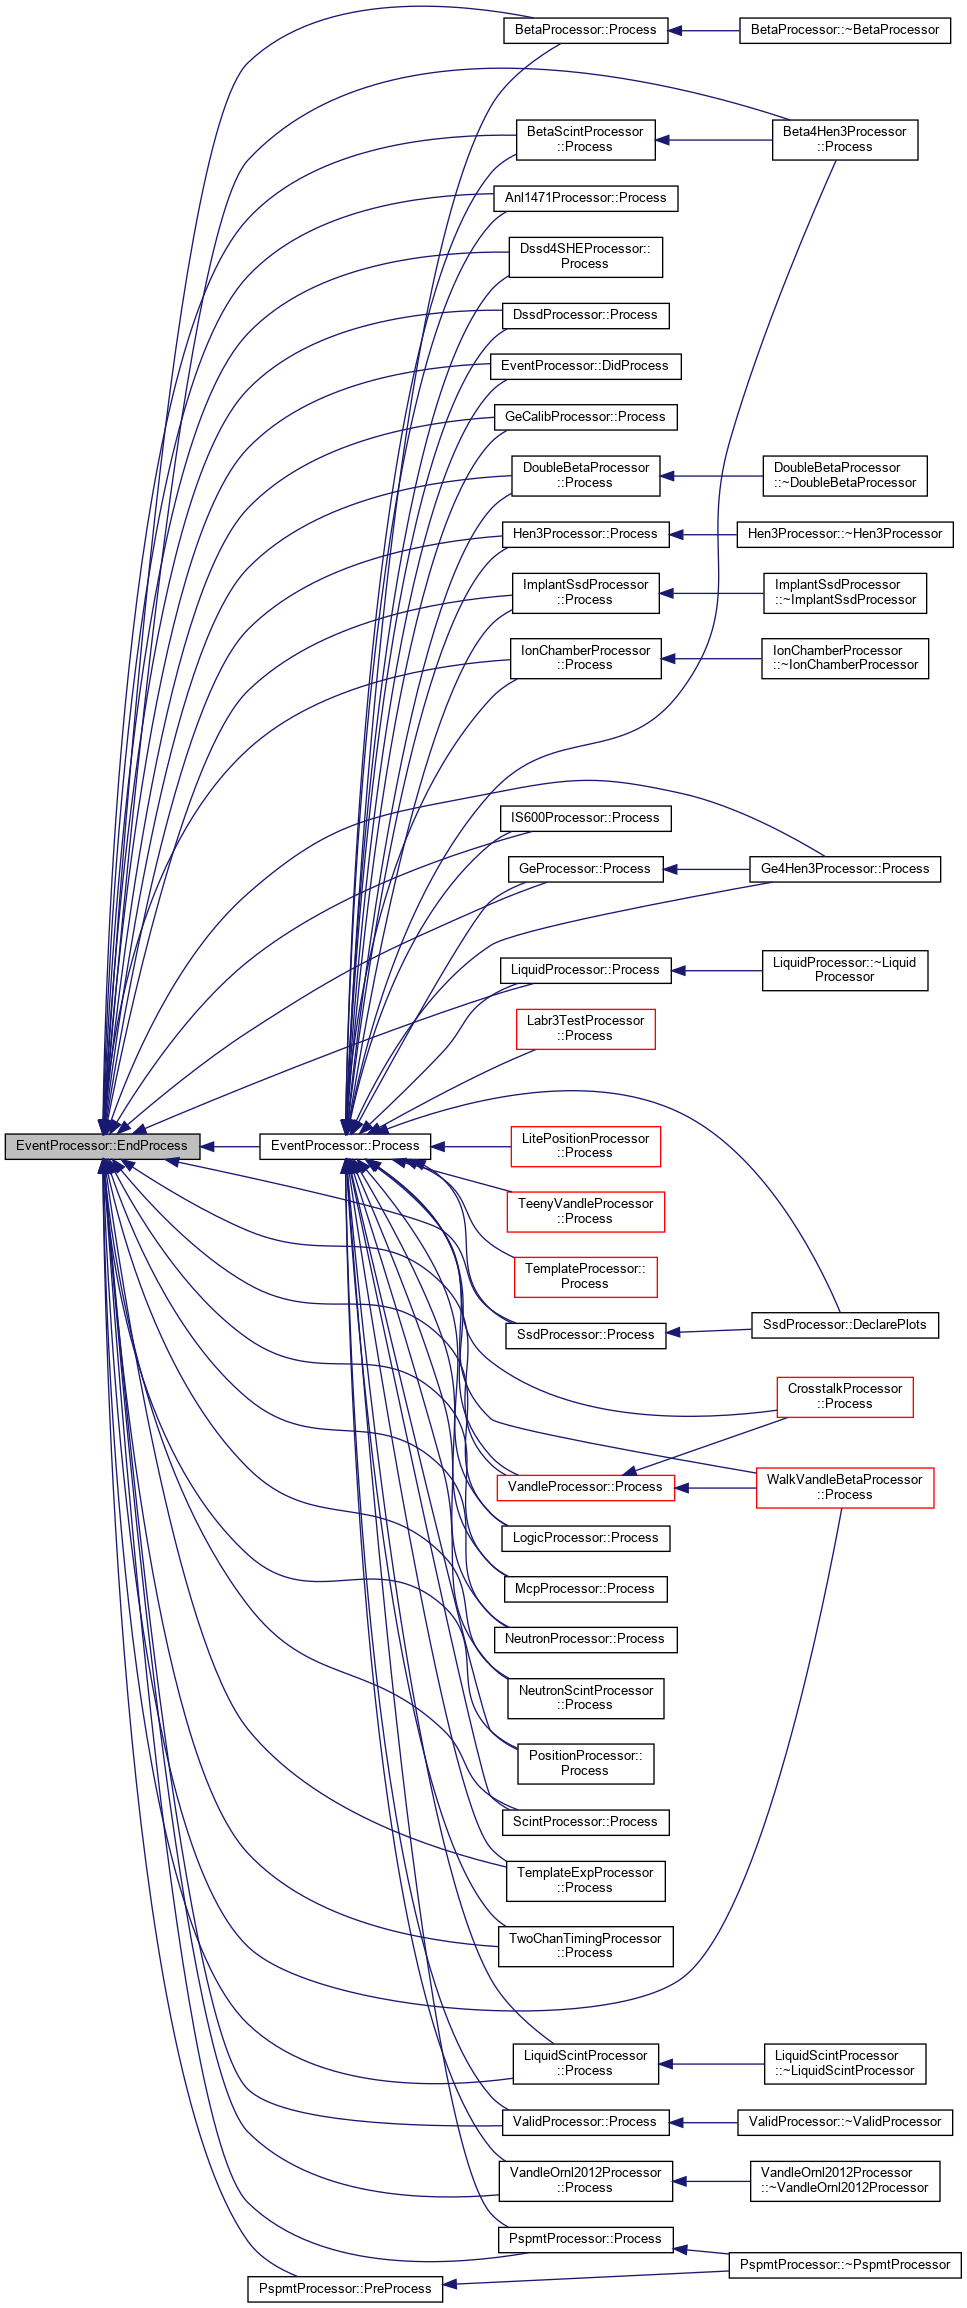 BetaProcessor::Process
BetaProcessor::~BetaProcessor
BetaScintProcessor
::Process
Beta4Hen3Processor
::Process
Anl1471Processor::Process
Dssd4SHEProcessor::
Process
DssdProcessor::Process
EventProcessor::DidProcess
GeCalibProcessor::Process
DoubleBetaProcessor
::Process
DoubleBetaProcessor
::~DoubleBetaProcessor
Hen3Processor::Process
Hen3Processor::~Hen3Processor
ImplantSsdProcessor
::Process
ImplantSsdProcessor
::~ImplantSsdProcessor
IonChamberProcessor
::Process
IonChamberProcessor
::~IonChamberProcessor
IS600Processor::Process
GeProcessor::Process
Ge4Hen3Processor::Process
LiquidProcessor::Process
LiquidProcessor::~Liquid
Processor
Labr3TestProcessor
::Process
EventProcessor::EndProcess
EventProcessor::Process
LitePositionProcessor
::Process
TeenyVandleProcessor
::Process
TemplateProcessor::
Process
SsdProcessor::Process
SsdProcessor::DeclarePlots
CrosstalkProcessor
::Process
VandleProcessor::Process
WalkVandleBetaProcessor
::Process
LogicProcessor::Process
McpProcessor::Process
NeutronProcessor::Process
NeutronScintProcessor
::Process
PositionProcessor::
Process
ScintProcessor::Process
TemplateExpProcessor
::Process
TwoChanTimingProcessor
::Process
LiquidScintProcessor
::Process
LiquidScintProcessor
::~LiquidScintProcessor
ValidProcessor::Process
ValidProcessor::~ValidProcessor
VandleOrnl2012Processor
::Process
VandleOrnl2012Processor
::~VandleOrnl2012Processor
PspmtProcessor::Process
PspmtProcessor::~PspmtProcessor
PspmtProcessor::PreProcess